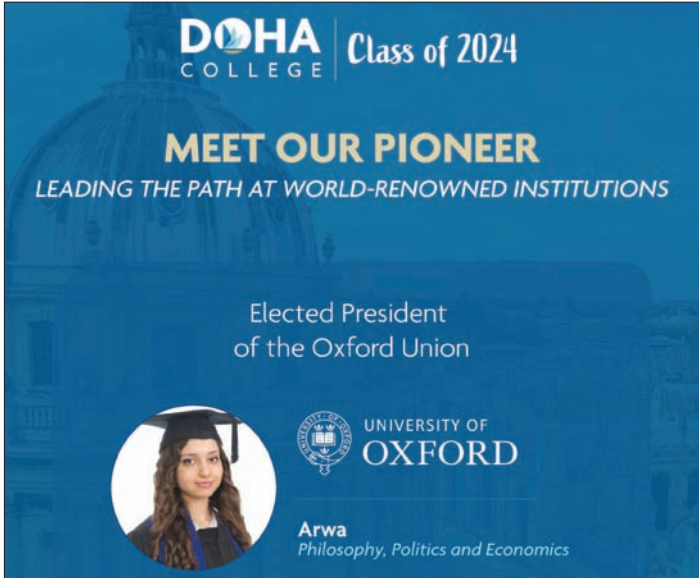 DOHA
COLLEGE
Class of 2024
MEET OUR PIONEER
LEADING THE PATH AT WORLD-RENOWNED INSTITUTIONS
Elected President
of the Oxford Union
UNIVERSITY OF
OXFORD
Arwa
Philosophy, Politics and Economics